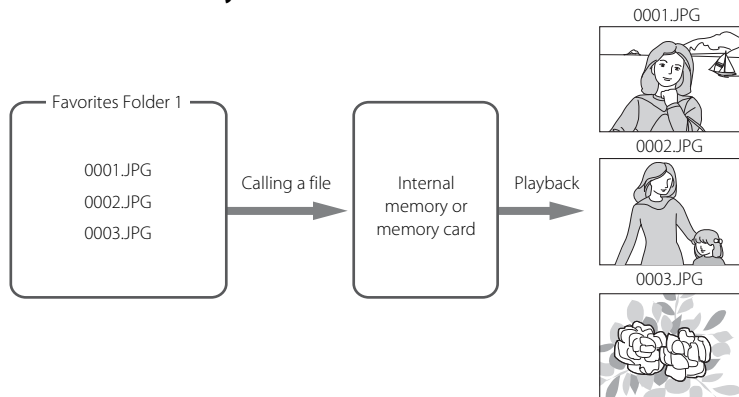 Favorites Folder 1
0001.JPG
0002.JPG
0003.JPG
Calling a file
Internal
memory or
memory card
Playback
0001.JPG
0002.JPG
0003.JPG